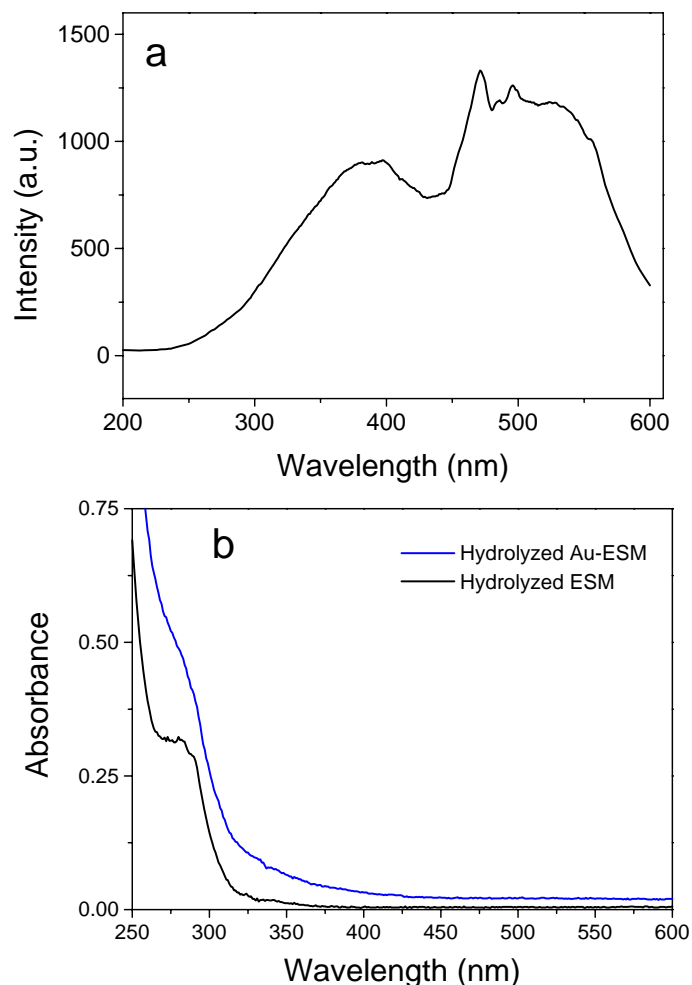 a
1500
1000
500
0
Intensity (a.u.)
200 300 400 500 600
Wavelength (nm)
b
Hydrolyzed Au-ESM
Hydrolyzed ESM
0.75
0.50
0.25
0.00
Absorbance
250 300 350 400 450 500 550 600
Wavelength (nm)